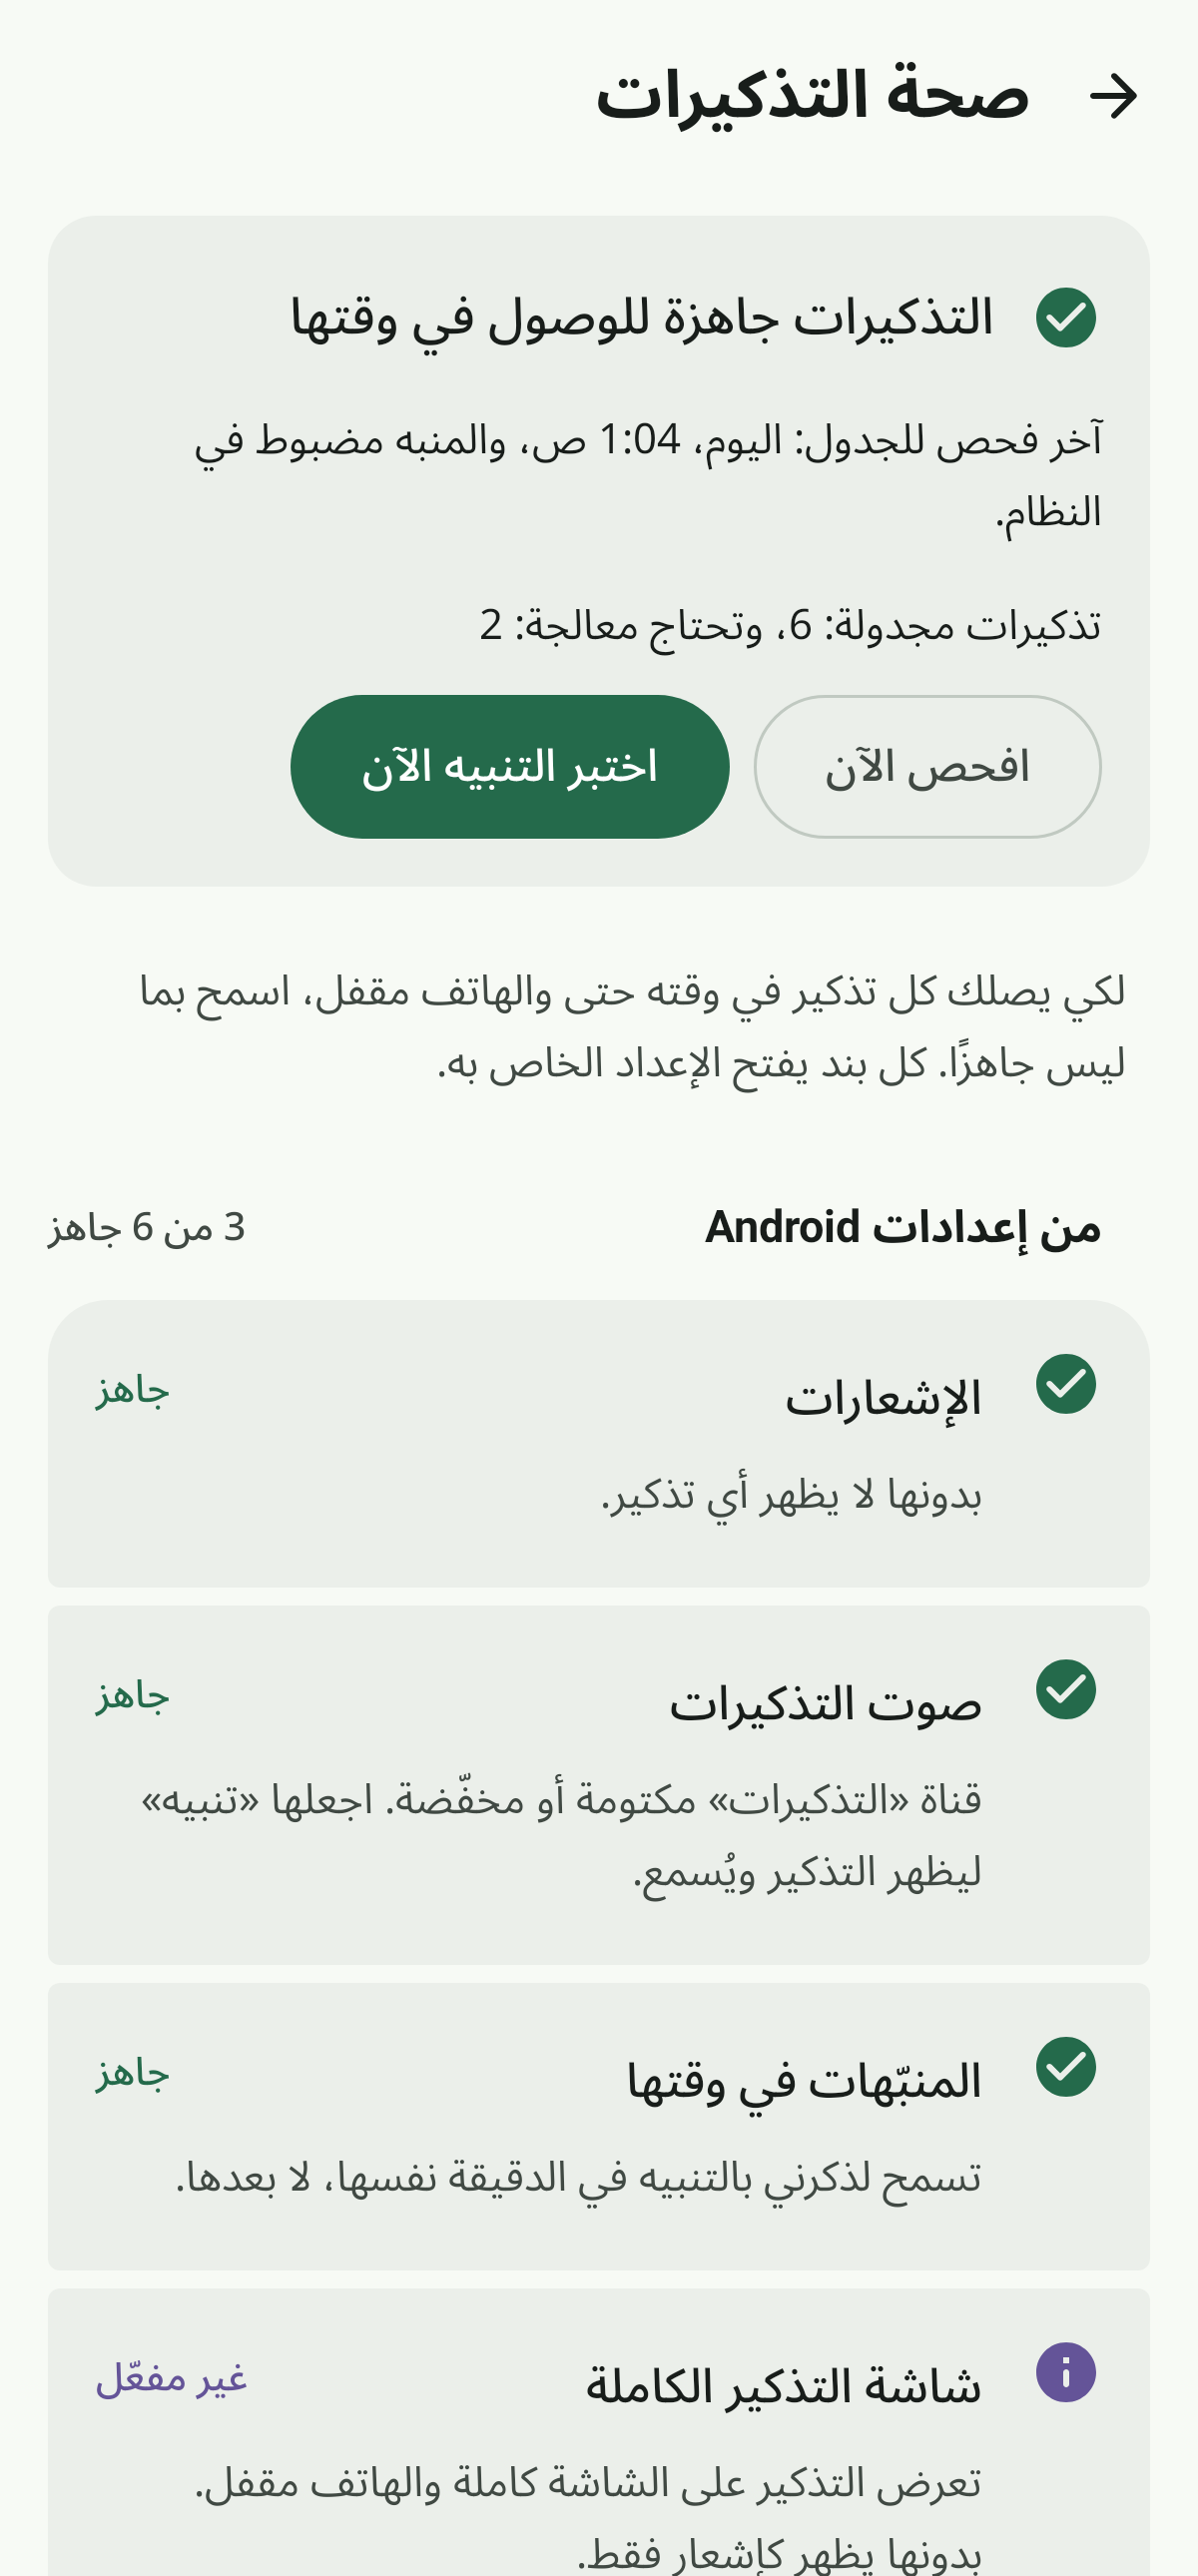 صحة التذكيرات
التذكيرات جاهزة للوصول في وقتها
آخر فحص للجدول: اليوم، 1:04 ص، والمنبه مضبوط في
النظام.
تذكيرات مجدولة: 6، وتحتاج معالجة: 2
افحص الآن
اختبر التنبيه الآن
لكي يصلك كل تذكير في وقته حتى والهاتف مقفل، اسمح بما
ليس جاهزًا. كل بند يفتح الإعداد الخاص به.
من إعدادات Android
3 من 6 جاهز
الإشعارات
جاهز
بدونها لا يظهر أي تذكير.
صوت التذكيرات
جاهز
قناة «التذكيرات» مكتومة أو مخفّضة. اجعلها «تنبيه»
ليظهر التذكير ويُسمع.
المنبّهات في وقتها
جاهز
تسمح لذكرني بالتنبيه في الدقيقة نفسها، لا بعدها.
شاشة التذكير الكاملة
غير مفعّل
تعرض التذكير على الشاشة كاملة والهاتف مقفل.
بدونها يظهر كإشعار فقط.